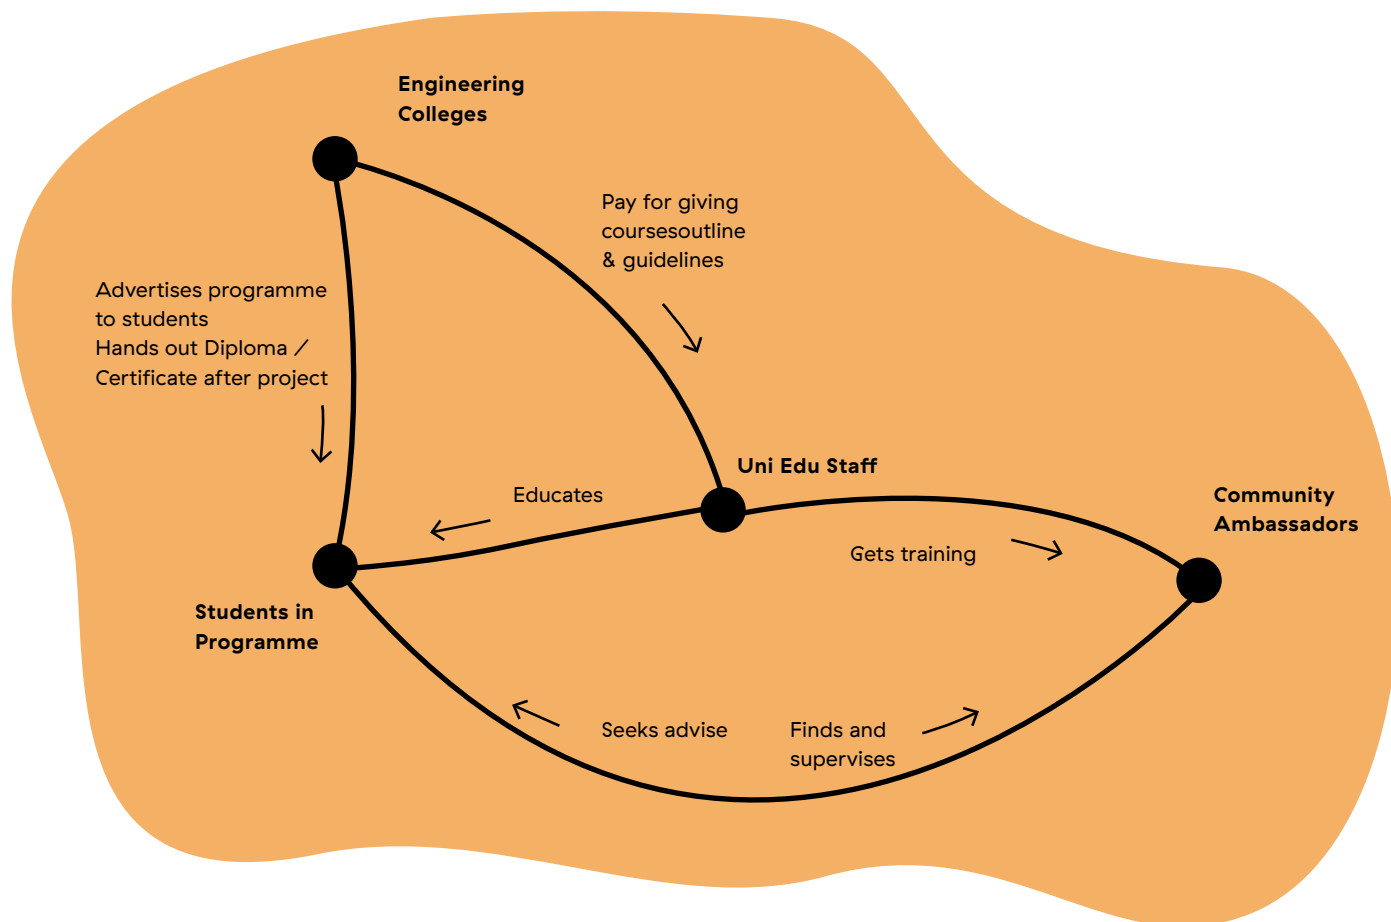 Engineering
Colleges
Pay for giving
coursesoutline
& guidelines
Advertises programme
to students
Hands out Diploma /
Certificate after project
Uni Edu Staff
Educates
Community
Ambassadors
Gets training
Students in
Programme
Seeks advise
Finds and
supervises